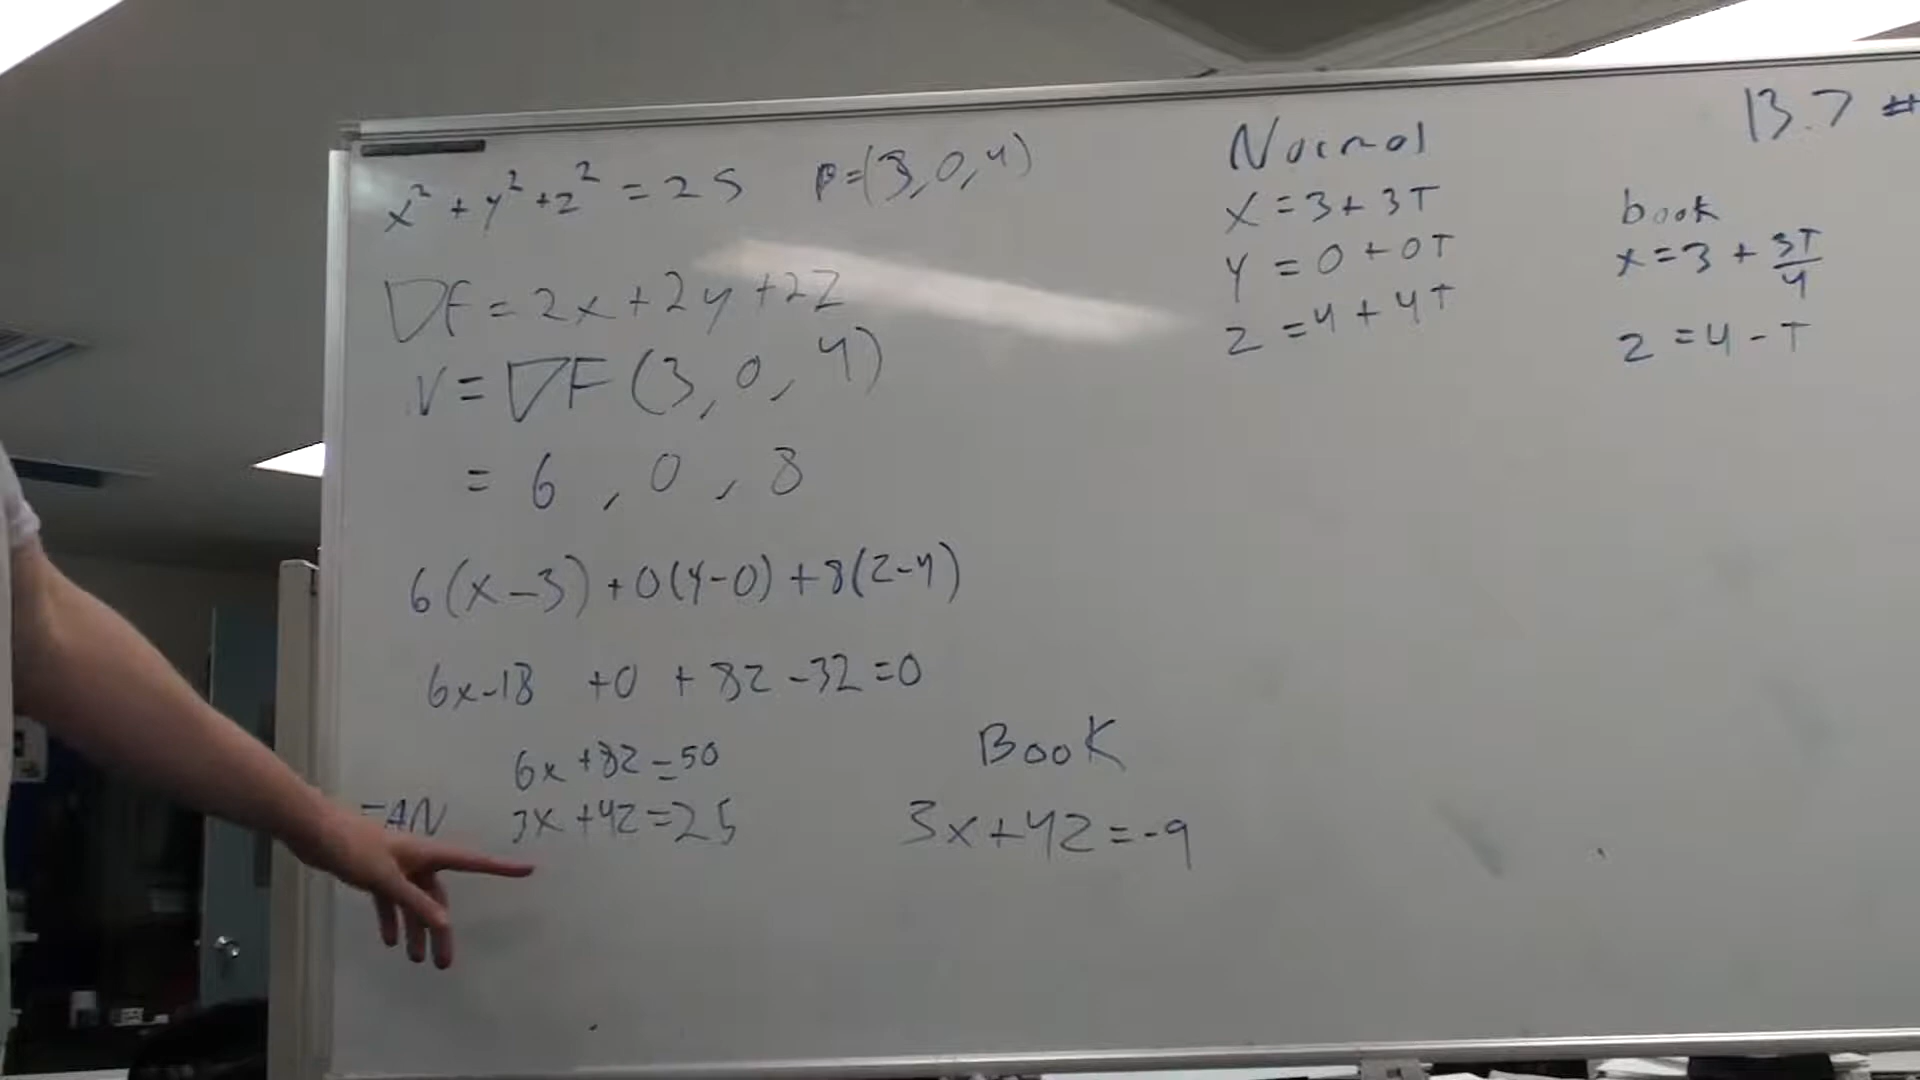 x² + y² + z² = 25 P=(3,0,4)
∇F = 2x + 2y + 2z
V = ∇F (3, 0, 4)
= 6 , 0 , 8
6(x-3) + 0(y-0) + 8(z-4)
6x-18 +0 + 8z -32 =0
6x +8z =50
=AN 3x +4z =25
Book
3x+4z=-9
Normal
x = 3 + 3T
y = 0 + 0T
z = 4 + 4T
13.7 #
book
x = 3 + 3T/4
z = 4 - T